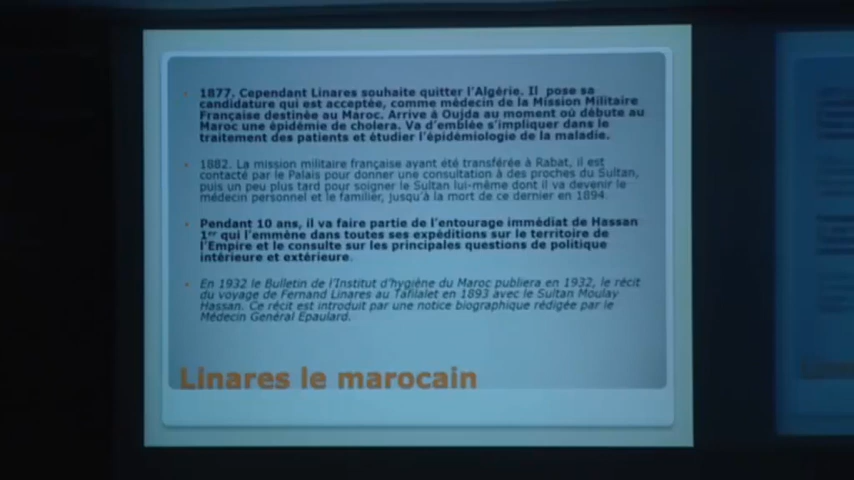 1877. Cependant Linares souhaite quitter l'Algérie. Il pose sa
candidature qui est acceptée, comme médecin de la Mission Militaire
Française destinée au Maroc. Arrive à Oujda au moment où débute au
Maroc une épidémie de cholera. Va d'emblée s'impliquer dans le
traitement des patients et étudier l'épidémiologie de la maladie.
1882. La mission militaire française ayant été transférée à Rabat, il est
contacté par le Palais pour donner une consultation à des proches du Sultan,
puis un peu plus tard pour soigner le Sultan lui-même dont il va devenir le
médecin personnel et le familier, jusqu'à la mort de ce dernier en 1894.
Pendant 10 ans, il va faire partie de l'entourage immédiat de Hassan
1er qui l'emmène dans toutes ses expéditions sur le territoire de
l'Empire et le consulte sur les principales questions de politique
intérieure et extérieure.
En 1932 le Bulletin de l'Institut d'hygiène du Maroc publiera en 1932, le récit
du voyage de Fernand Linares au Tafilalet en 1893 avec le Sultan Moulay
Hassan. Ce récit est introduit par une notice biographique rédigée par le
Médecin Général Epaulard.
Linares le marocain